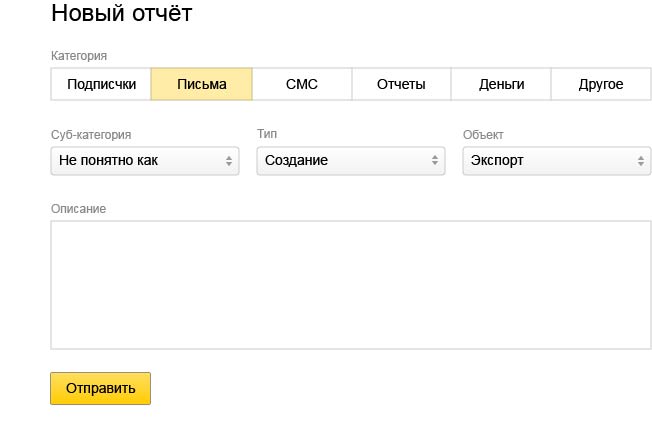 Новый отчёт
Категория
Подписчки Письма СМС Отчеты Деньги Другое
Суб-категория Тип Объект
Не понятно как Создание Экспорт
Описание
Отправить